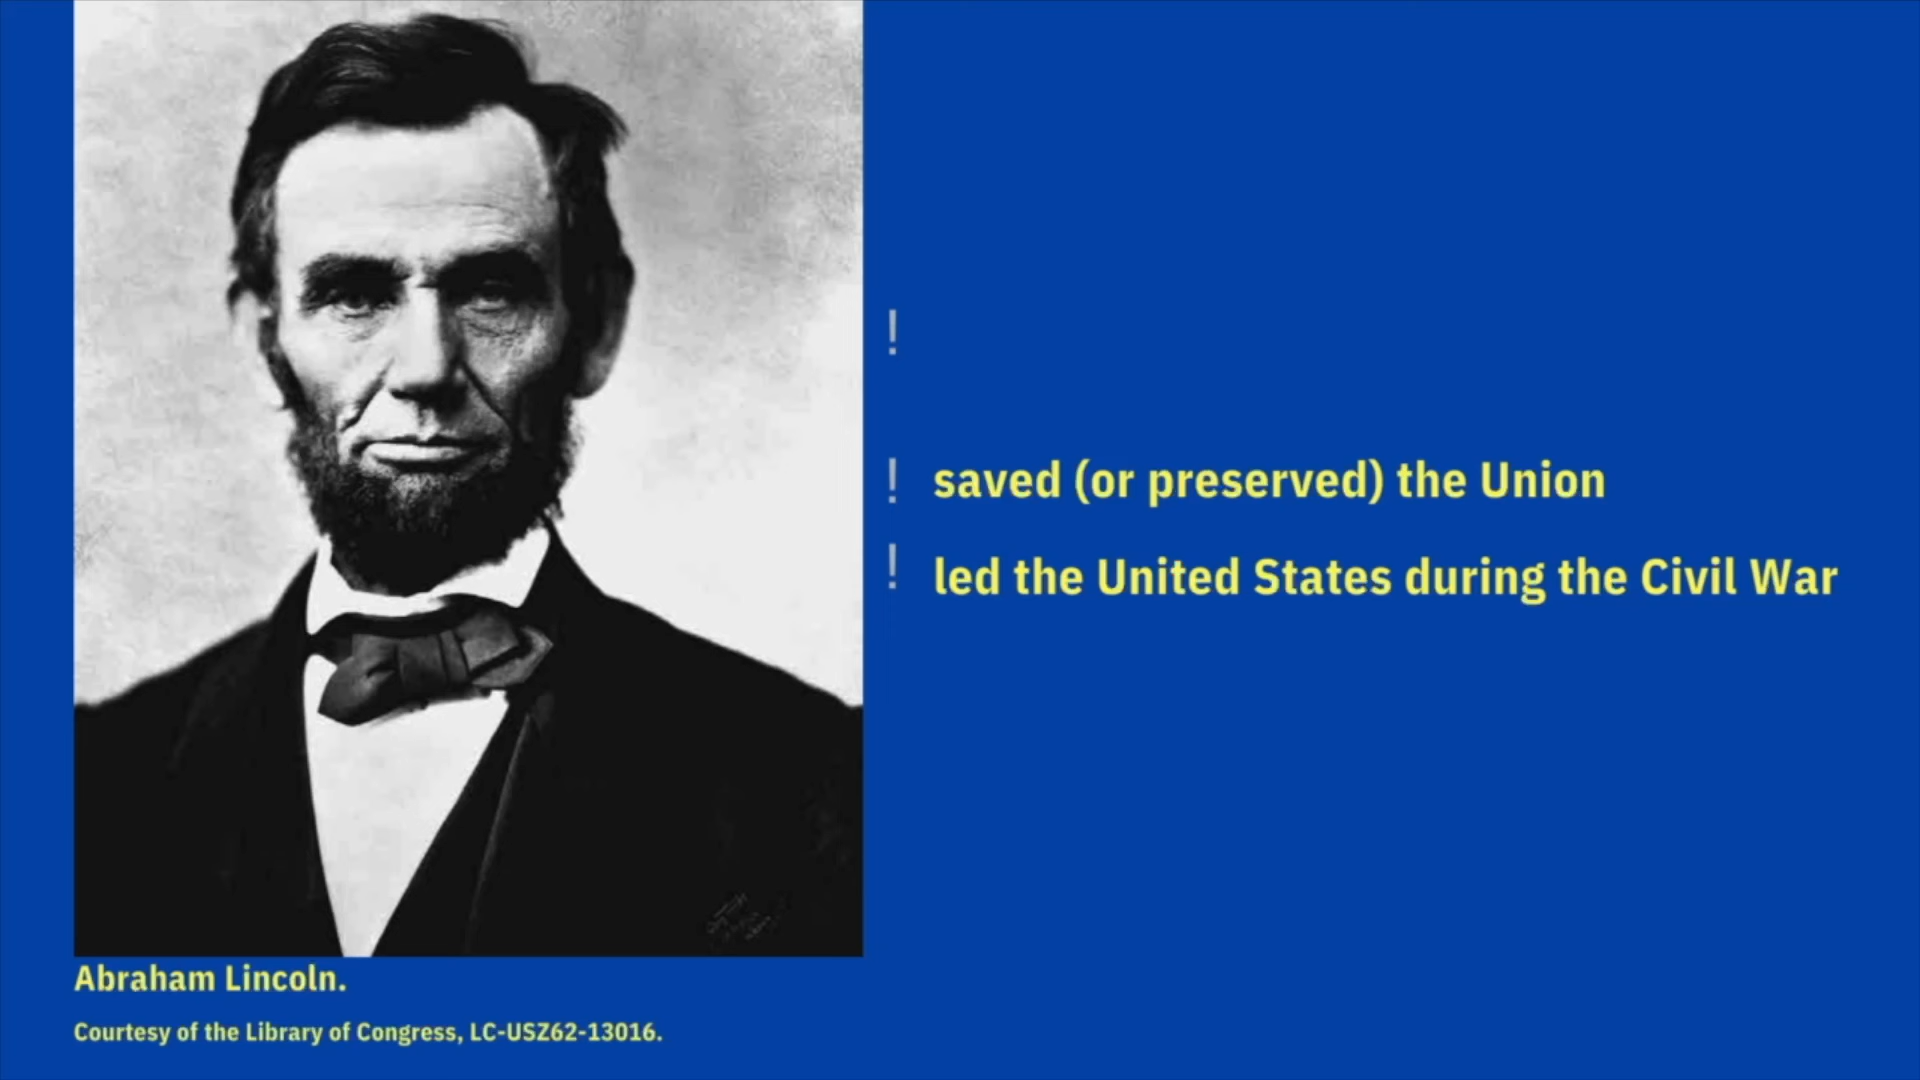 !
! saved (or preserved) the Union
! led the United States during the Civil War
Abraham Lincoln.
Courtesy of the Library of Congress, LC-USZ62-13016.